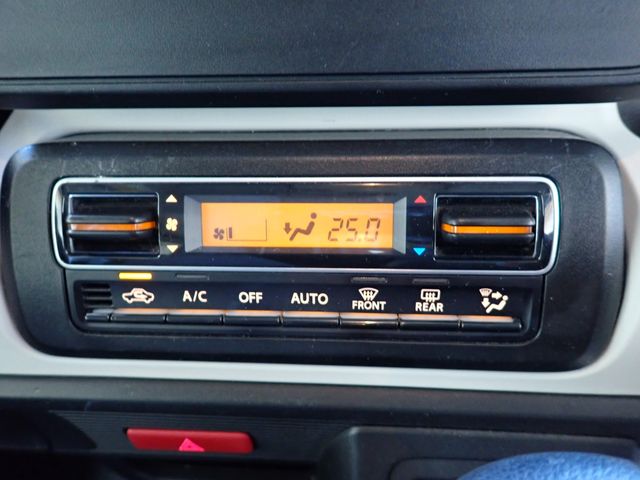 25.0
A/C OFF AUTO FRONT REAR